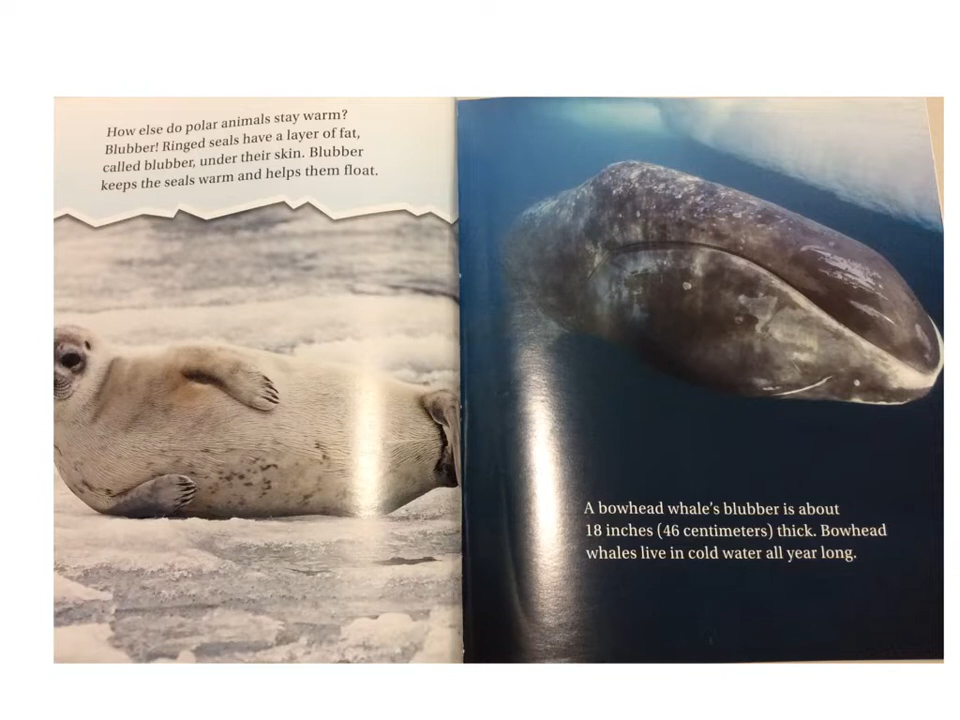 How else do polar animals stay warm?
Blubber! Ringed seals have a layer of fat,
called blubber, under their skin. Blubber
keeps the seals warm and helps them float.
A bowhead whale's blubber is about
18 inches (46 centimeters) thick. Bowhead
whales live in cold water all year long.